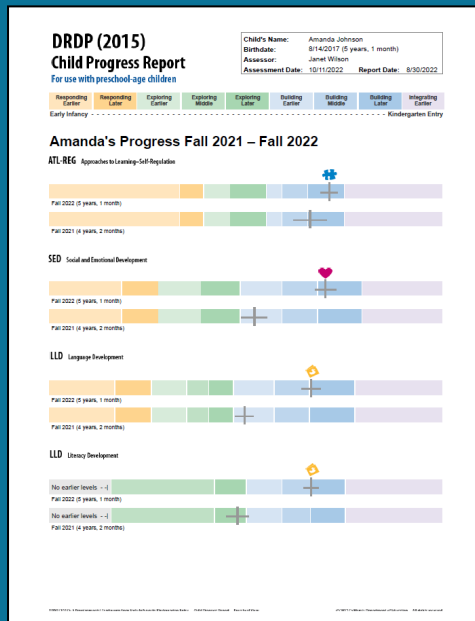 DRDP (2015)
Child Progress Report
For use with preschool-age children
Child's Name: Amanda Johnson
Birthdate: 8/14/2017 (5 years, 1 month)
Assessor: Janet Wilson
Assessment Date: 10/11/2022 Report Date: 8/30/2022
Responding Earlier Responding Later Exploring Earlier Exploring Middle Exploring Later Building Earlier Building Middle Building Later Integrating Earlier
Early Infancy - - - Kindergarten Entry
Amanda's Progress Fall 2021 – Fall 2022
ATL-REG Approaches to Learning–Self-Regulation
Fall 2022 (5 years, 1 month)
Fall 2021 (4 years, 2 months)
SED Social and Emotional Development
Fall 2022 (5 years, 1 month)
Fall 2021 (4 years, 2 months)
LLD Language Development
Fall 2022 (5 years, 1 month)
Fall 2021 (4 years, 2 months)
LLD Literacy Development
No earlier levels - -|
Fall 2022 (5 years, 1 month)
No earlier levels - -|
Fall 2021 (4 years, 2 months)